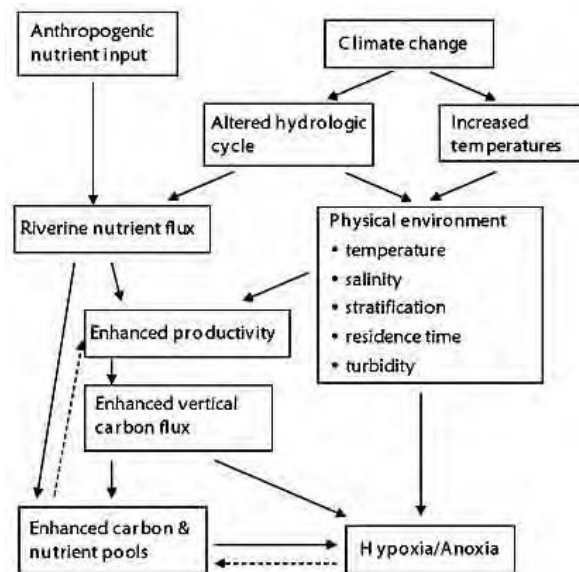 Anthropogenic
nutrient input
Climate change
Altered hydrologic
cycle
Increased
temperatures
Riverine nutrient flux
Physical environment
• temperature
• salinity
• stratification
• residence time
• turbidity
Enhanced productivity
Enhanced vertical
carbon flux
Enhanced carbon &
nutrient pools
Hypoxia/Anoxia